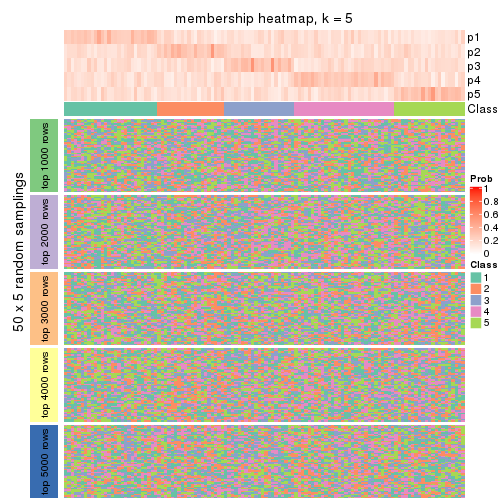 membership heatmap, k = 5
p1
p2
p3
p4
p5
Class
50 x 5 random samplings
top 1000 rows
top 2000 rows
top 3000 rows
top 4000 rows
top 5000 rows
Prob
1
0.8
0.6
0.4
0.2
0
Class
1
2
3
4
5